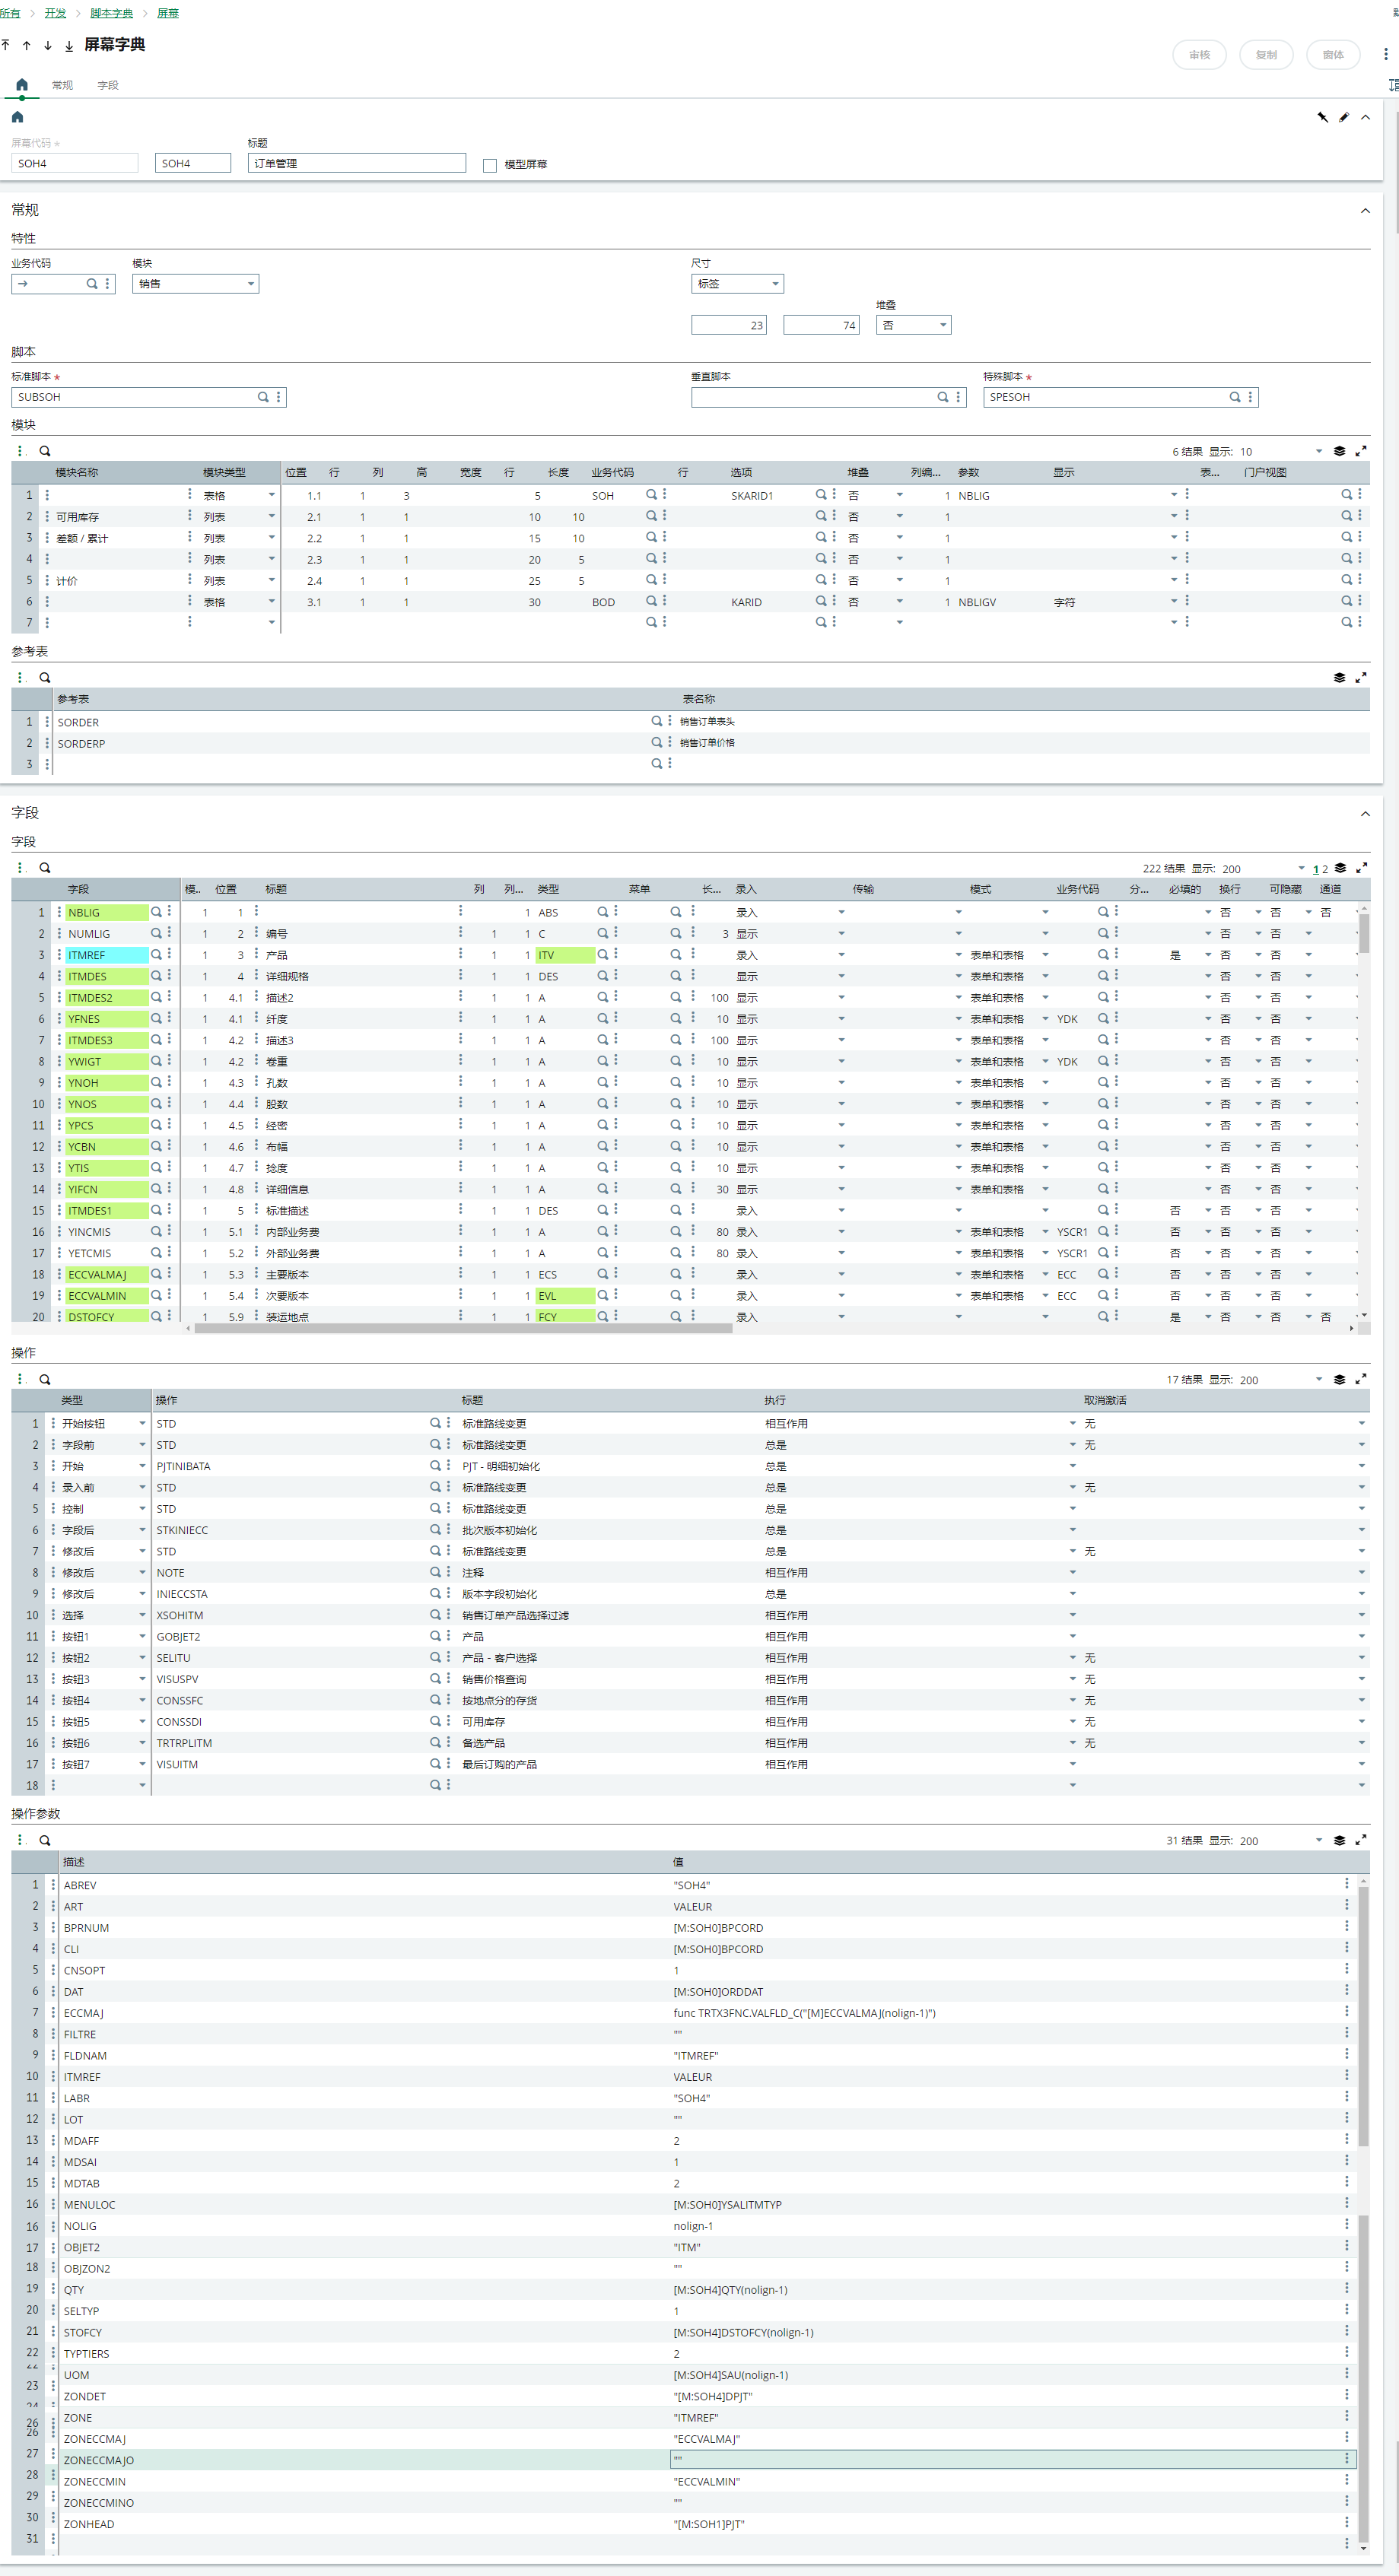 所有 开发 脚本字典 屏幕
屏幕字典
审核 复制 窗体
常规 字段
屏幕代码 * 标题
SOH4 SOH4 订单管理 模型屏幕
常规
特性
业务代码 模块 尺寸
销售 标签
堆叠
23 74 否
脚本
标准脚本 * 垂直脚本 特殊脚本 *
SUBSOH SPESOH
模块
6 结果 显示: 10
模块名称 模块类型 位置 行 列 高 宽度 行 长度 业务代码 行 选项 堆叠 列编... 参数 显示 表... 门户视图
1 表格 1.1 1 3 5 SOH SKARID1 否 1 NBLIG
2 可用库存 列表 2.1 1 1 10 10 否 1
3 差额 / 累计 列表 2.2 1 1 15 10 否 1
4 列表 2.3 1 1 20 5 否 1
5 计价 列表 2.4 1 1 25 5 否 1
6 表格 3.1 1 1 30 BOD KARID 否 1 NBLIGV 字符
7
参考表
参考表 表名称
1 SORDER 销售订单表头
2 SORDERP 销售订单价格
3
字段
字段
222 结果 显示: 200 1 2
字段 模.. 位置 标题 列 列... 类型 菜单 长... 录入 传输 模式 业务代码 分... 必填的 换行 可隐藏 通道
1 NBLIG 1 1 1 ABS 录入 否 否 否
2 NUMLIG 1 2 编号 1 1 C 3 显示 否 否
3 ITMREF 1 3 产品 1 1 ITV 录入 表单和表格 是 否 否
4 ITMDES 1 4 详细规格 1 1 DES 显示 表单和表格 否 否
5 ITMDES2 1 4.1 描述2 1 1 A 100 显示 表单和表格 否 否
6 YFNES 1 4.1 纤度 1 1 A 10 显示 表单和表格 YDK 否 否
7 ITMDES3 1 4.2 描述3 1 1 A 100 显示 表单和表格 否 否
8 YWIGT 1 4.2 卷重 1 1 A 10 显示 表单和表格 YDK 否 否
9 YNOH 1 4.3 孔数 1 1 A 10 显示 表单和表格 否 否
10 YNOS 1 4.4 股数 1 1 A 10 显示 表单和表格 否 否
11 YPCS 1 4.5 经密 1 1 A 10 显示 表单和表格 否 否
12 YCBN 1 4.6 布幅 1 1 A 10 显示 表单和表格 否 否
13 YTIS 1 4.7 捻度 1 1 A 10 显示 表单和表格 否 否
14 YIFCN 1 4.8 详细信息 1 1 A 30 显示 表单和表格 否 否
15 ITMDES1 1 5 标准描述 1 1 DES 录入 否 否 否
16 YINCMIS 1 5.1 内部业务费 1 1 A 80 录入 表单和表格 YSCR1 否 否 否
17 YETCMIS 1 5.2 外部业务费 1 1 A 80 录入 表单和表格 YSCR1 否 否 否
18 ECCVALMAJ 1 5.3 主要版本 1 1 ECS 录入 表单和表格 ECC 否 否 否
19 ECCVALMIN 1 5.4 次要版本 1 1 EVL 录入 表单和表格 ECC 否 否 否
20 DSTOFCY 1 5.9 装运地点 1 1 FCY 录入 是 否 否 否
操作
17 结果 显示: 200
类型 操作 标题 执行 取消激活
1 开始按钮 STD 标准路线变更 相互作用 无
2 字段前 STD 标准路线变更 总是 无
3 开始 PJTINIBATA PJT - 明细初始化 总是
4 录入前 STD 标准路线变更 总是 无
5 控制 STD 标准路线变更 总是
6 字段后 STKINIECC 批次版本初始化 总是
7 修改后 STD 标准路线变更 总是 无
8 修改后 NOTE 注释 相互作用
9 修改后 INIECCSTA 版本字段初始化 总是
10 选择 XSOHITM 销售订单产品选择过滤 相互作用
11 按钮1 GOBJET2 产品 相互作用
12 按钮2 SELITU 产品 - 客户选择 相互作用 无
13 按钮3 VISUSPV 销售价格查询 相互作用 无
14 按钮4 CONSSFC 按地点分的存货 相互作用 无
15 按钮5 CONSSDI 可用库存 相互作用 无
16 按钮6 TRTRPLITM 备选产品 相互作用 无
17 按钮7 VISUITM 最后订购的产品 相互作用
18
操作参数
31 结果 显示: 200
描述 值
1 ABREV "SOH4"
2 ART VALEUR
3 BPRNUM [M:SOH0]BPCORD
4 CLI [M:SOH0]BPCORD
5 CNSOPT 1
6 DAT [M:SOH0]ORDDAT
7 ECCMAJ func TRTX3FNC.VALFLD_C("[M]ECCVALMAJ(nolign-1)")
8 FILTRE ""
9 FLDNAM "ITMREF"
10 ITMREF VALEUR
11 LABR "SOH4"
12 LOT ""
13 MDAFF 2
14 MDSAI 1
15 MDTAB 2
16 MENULOC [M:SOH0]YSALITMTYP
16 NOLIG nolign-1
17 OBJET2 "ITM"
18 OBJZON2 ""
19 QTY [M:SOH4]QTY(nolign-1)
20 SELTYP 1
21 STOFCY [M:SOH4]DSTOFCY(nolign-1)
22 TYPTIERS 2
23 UOM [M:SOH4]SAU(nolign-1)
ZONDET "[M:SOH4]DPJT"
26 ZONE "ITMREF"
26 ZONECCMAJ "ECCVALMAJ"
27 ZONECCMAJO ""
28 ZONECCMIN "ECCVALMIN"
29 ZONECCMINO ""
30 ZONHEAD "[M:SOH1]PJT"
31